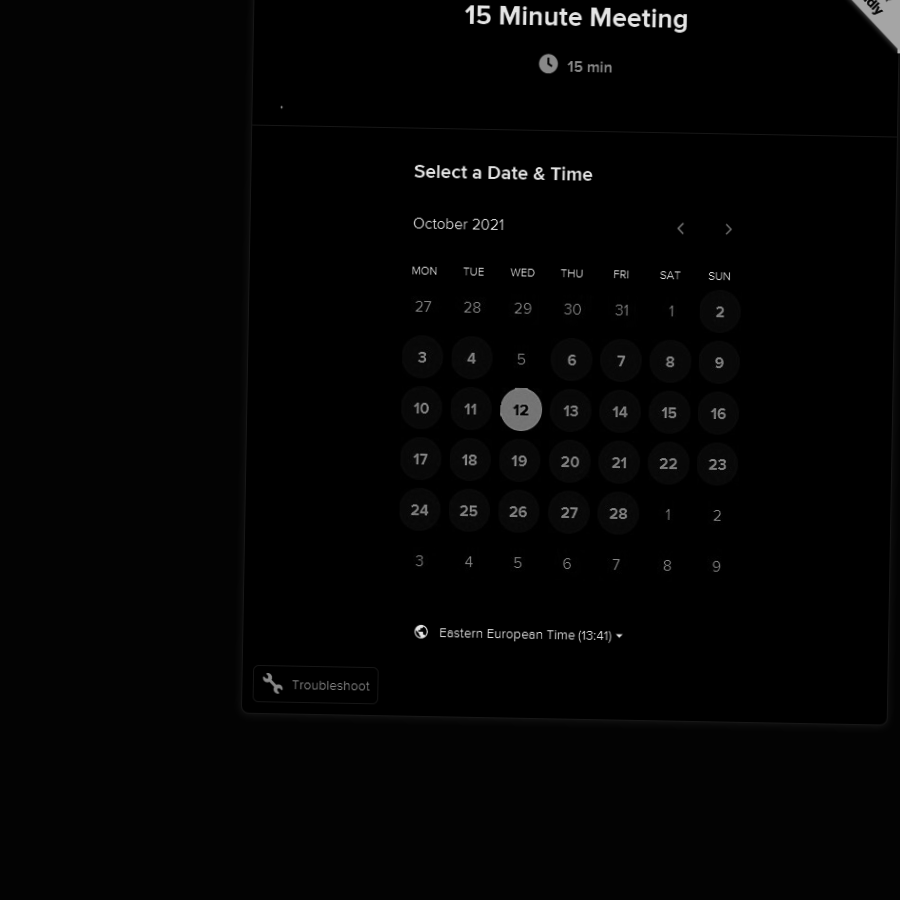 15 Minute Meeting
15 min
Select a Date & Time
October 2021
MON TUE WED THU FRI SAT SUN
27 28 29 30 31 1 2
3 4 5 6 7 8 9
10 11 12 13 14 15 16
17 18 19 20 21 22 23
24 25 26 27 28 1 2
3 4 5 6 7 8 9
Eastern European Time (13:41)
Troubleshoot